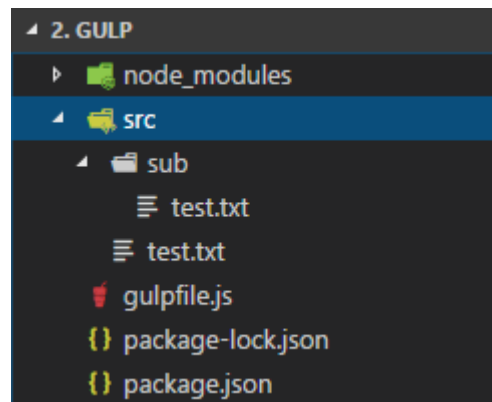 2. GULP
node_modules
src
sub
test.txt
test.txt
gulpfile.js
{} package-lock.json
{} package.json